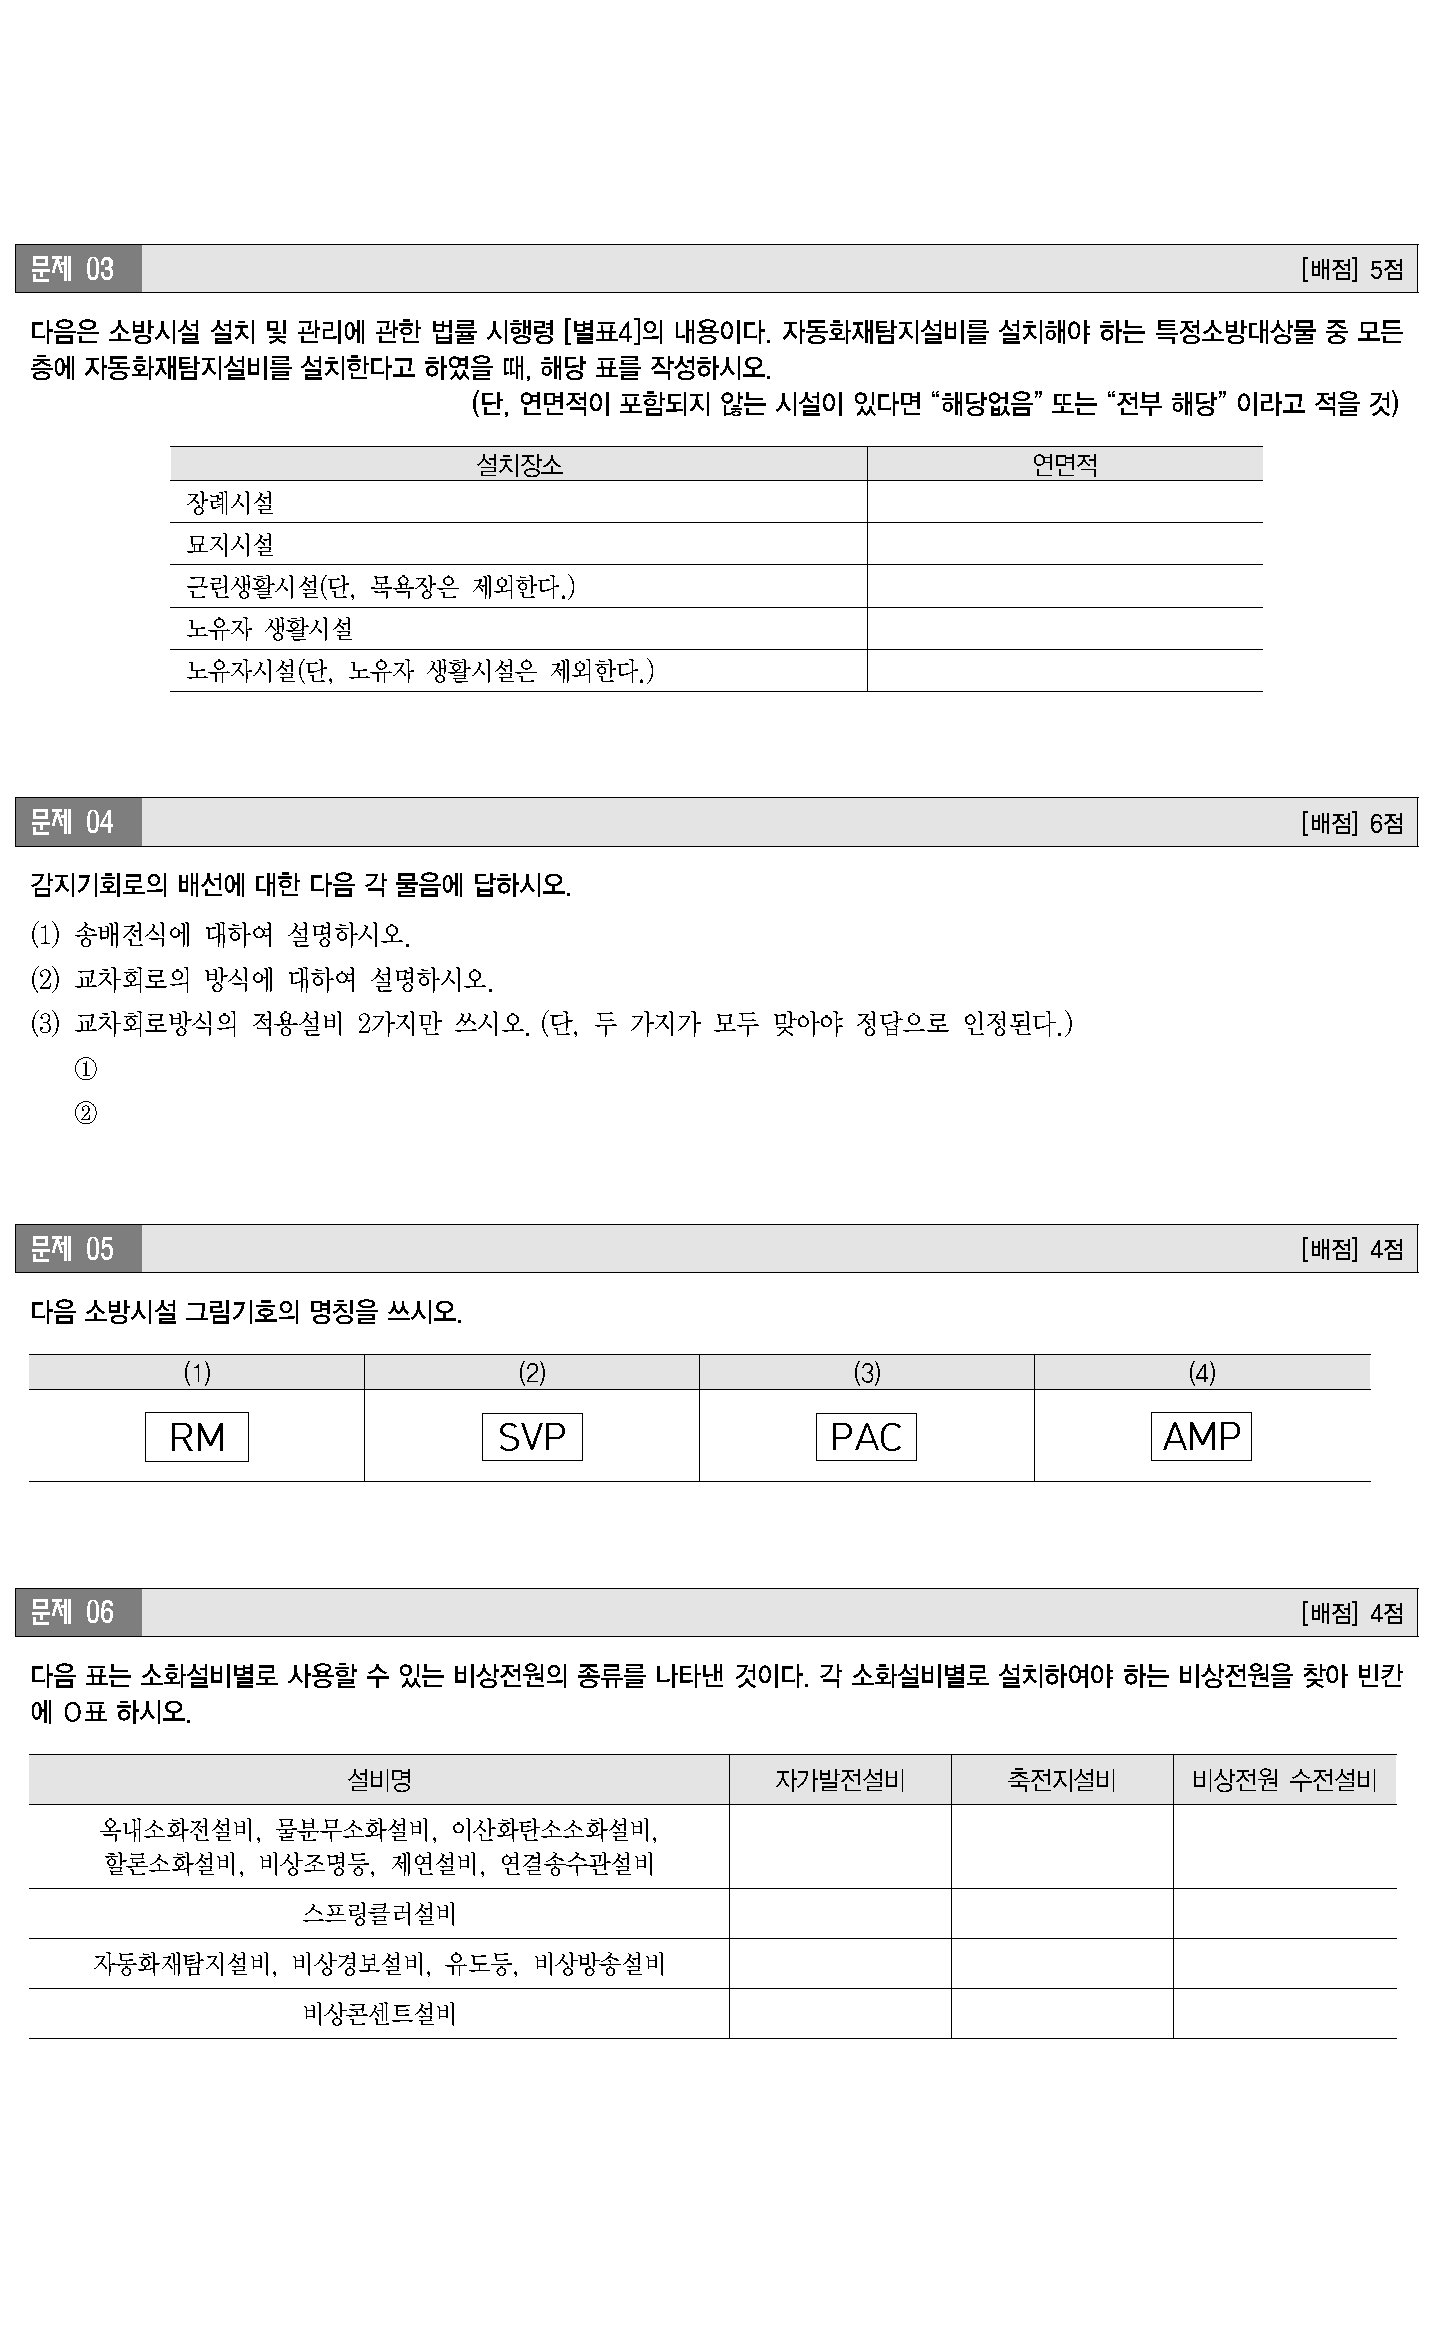 문제 03 [배점] 5점
다음은 소방시설 설치 및 관리에 관한 법률 시행령 [별표4]의 내용이다. 자동화재탐지설비를 설치해야 하는 특정소방대상물 중 모든
층에 자동화재탐지설비를 설치한다고 하였을 때, 해당 표를 작성하시오.
(단, 연면적이 포함되지 않는 시설이 있다면 “해당없음” 또는 “전부 해당” 이라고 적을 것)
설치장소 연면적
장례시설
묘지시설
근린생활시설(단, 목욕장은 제외한다.)
노유자 생활시설
노유자시설(단, 노유자 생활시설은 제외한다.)
문제 04 [배점] 6점
감지기회로의 배선에 대한 다음 각 물음에 답하시오.
(1) 송배전식에 대하여 설명하시오.
(2) 교차회로의 방식에 대하여 설명하시오.
(3) 교차회로방식의 적용설비 2가지만 쓰시오. (단, 두 가지가 모두 맞아야 정답으로 인정된다.)
①
②
문제 05 [배점] 4점
다음 소방시설 그림기호의 명칭을 쓰시오.
(1) (2) (3) (4)
RM SVP PAC AMP
문제 06 [배점] 4점
다음 표는 소화설비별로 사용할 수 있는 비상전원의 종류를 나타낸 것이다. 각 소화설비별로 설치하여야 하는 비상전원을 찾아 빈칸
에 O표 하시오.
설비명 자가발전설비 축전지설비 비상전원 수전설비
옥내소화전설비, 물분무소화설비, 이산화탄소소화설비,
할론소화설비, 비상조명등, 제연설비, 연결송수관설비
스프링클러설비
자동화재탐지설비, 비상경보설비, 유도등, 비상방송설비
비상콘센트설비